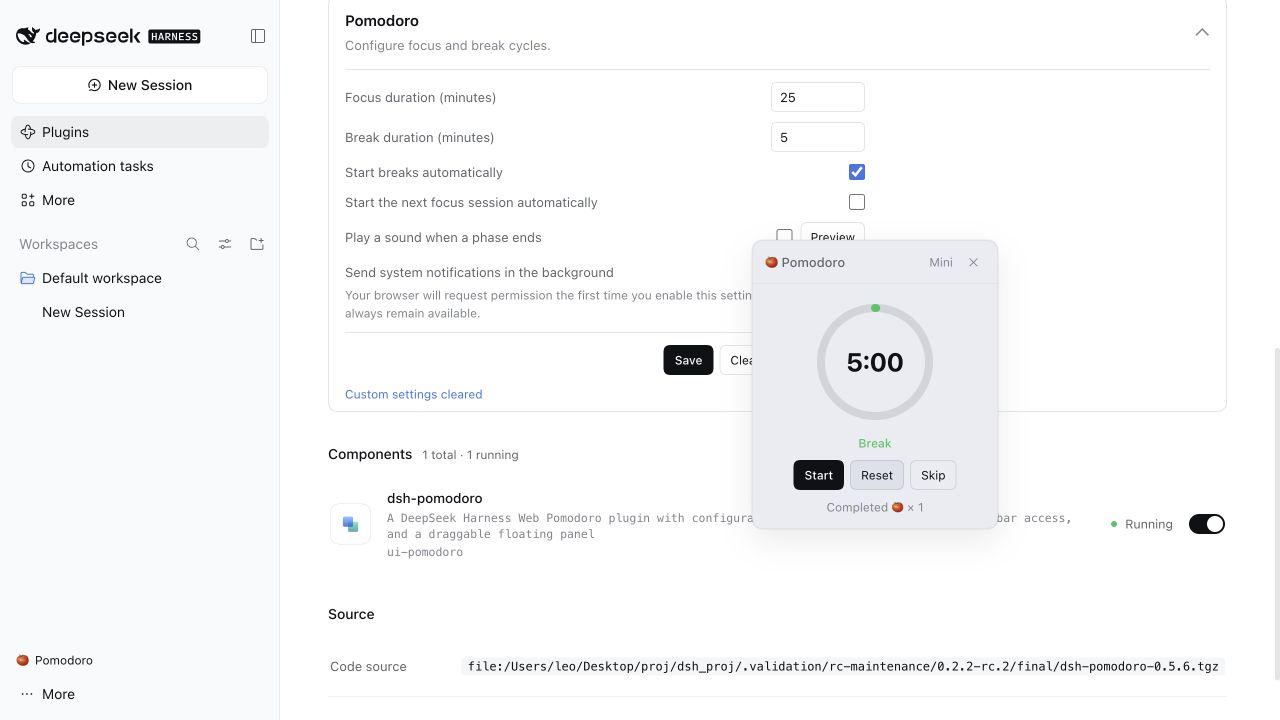 deepseek HARNESS
New Session
Plugins
Automation tasks
More
Workspaces
Default workspace
New Session
Pomodoro
More
Pomodoro
Configure focus and break cycles.
Focus duration (minutes)
25
Break duration (minutes)
5
Start breaks automatically
Start the next focus session automatically
Play a sound when a phase ends
Preview
Send system notifications in the background
Your browser will request permission the first time you enable this
always remain available.
Save
Custom settings cleared
Pomodoro
Mini
5:00
Break
Start
Reset
Skip
Completed 🍅 × 1
Components
1 total · 1 running
dsh-pomodoro
A DeepSeek Harness Web Pomodoro plugin with
access,
and a draggable floating panel
ui-pomodoro
Running
Source
Code source
file:/Users/leo/Desktop/proj/dsh_proj/.validation/rc-maintenance/0.2.2-rc.2/final/dsh-pomodoro-0.5.6.tgz